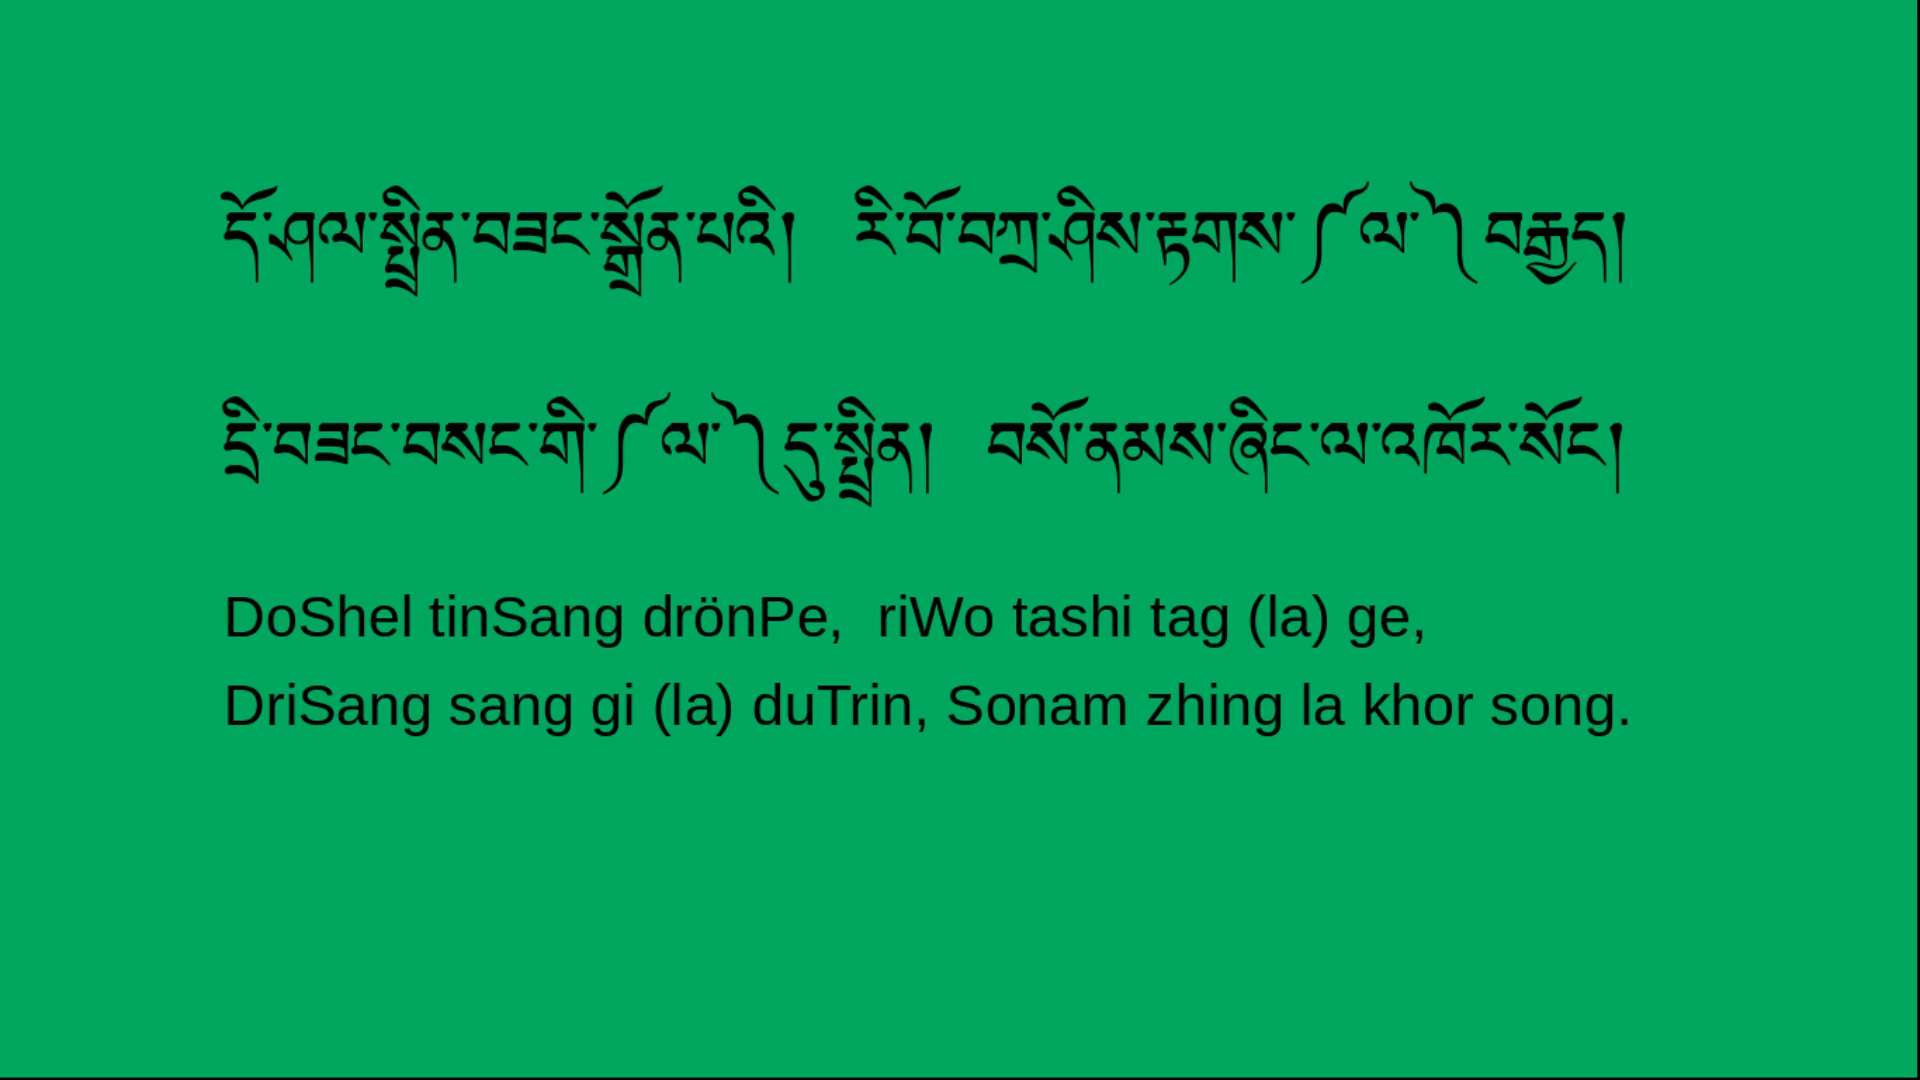 དོ་ཤལ་སྤྲིན་བཟང་སྒྲོན་པའི། རི་བོ་བཀྲ་ཤིས་རྟགས་༼ལ་༽བརྒྱད།
དྲི་བཟང་བསང་གི་༼ལ་༽དུ་སྤྲིན། བསོ་ནམས་ཞིང་ལ་འཁོར་སོང།
DoShel tinSang drönPe,  riWo tashi tag (la) ge,
DriSang sang gi (la) duTrin, Sonam zhing la khor song.